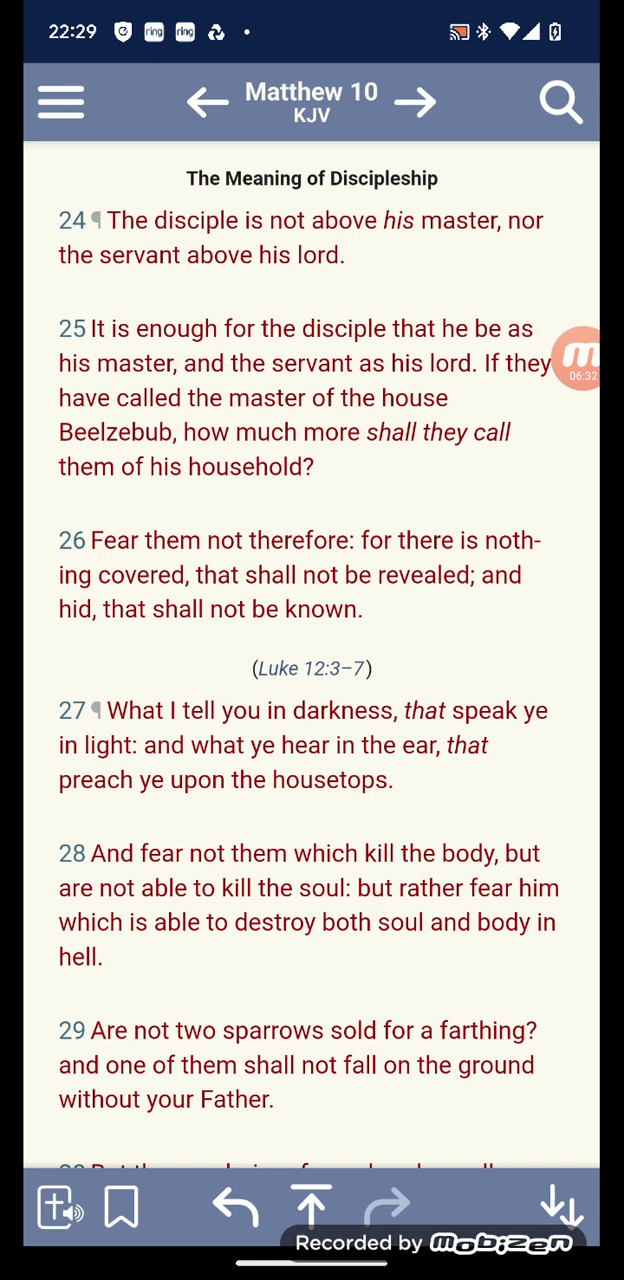 22:29
ring ring
Matthew 10
KJV
The Meaning of Discipleship
24 ¶ The disciple is not above his master, nor
the servant above his lord.
25 It is enough for the disciple that he be as
his master, and the servant as his lord. If they
have called the master of the house
Beelzebub, how much more shall they call
them of his household?
m
06:32
26 Fear them not therefore: for there is noth-
ing covered, that shall not be revealed; and
hid, that shall not be known.
(Luke 12:3–7)
27 ¶ What I tell you in darkness, that speak ye
in light: and what ye hear in the ear, that
preach ye upon the housetops.
28 And fear not them which kill the body, but
are not able to kill the soul: but rather fear him
which is able to destroy both soul and body in
hell.
29 Are not two sparrows sold for a farthing?
and one of them shall not fall on the ground
without your Father.
Recorded by mobizen